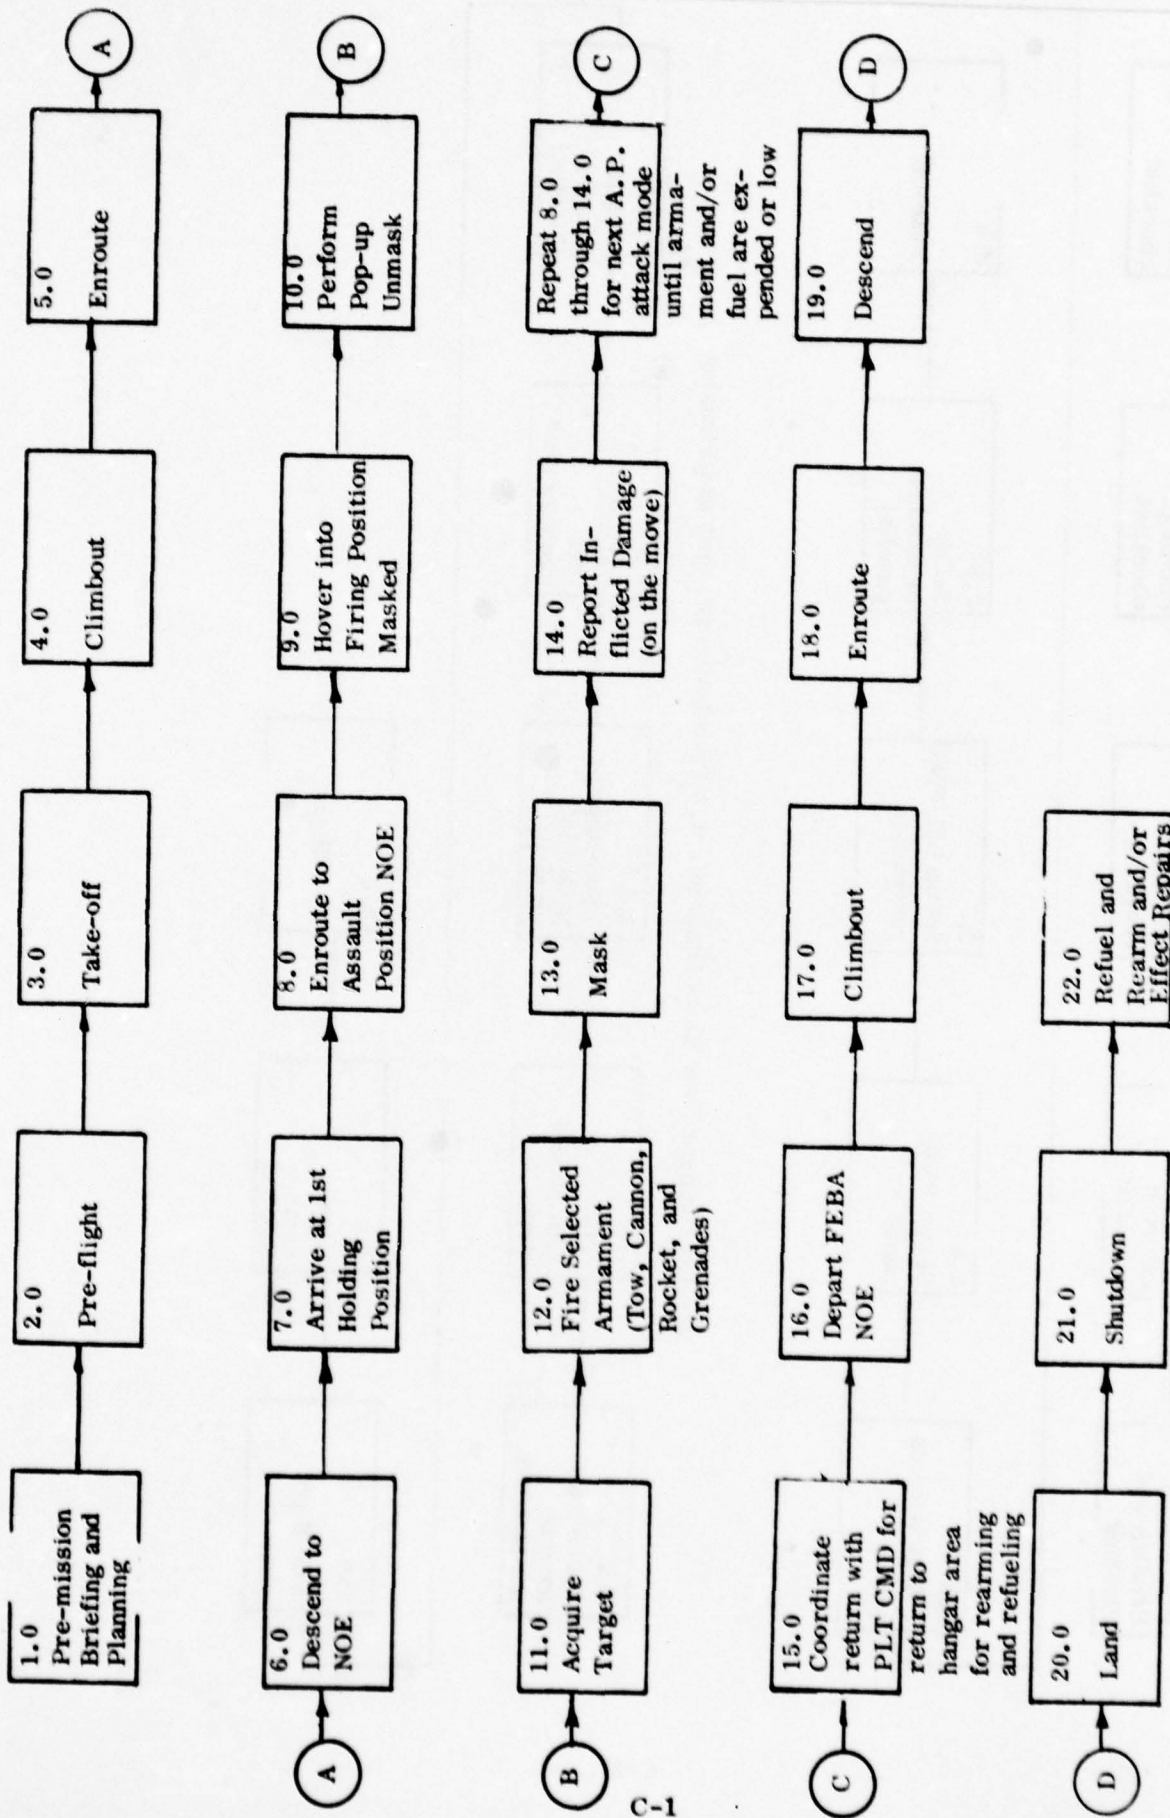 1.0
Pre-mission
Briefing and
Planning
2.0
Pre-flight
3.0
Take-off
4.0
Climbout
5.0
Enroute
A
A
6.0
Descend to
NOE
7.0
Arrive at 1st
Holding
Position
8.0
Enroute to
Assault
Position NOE
9.0
Hover into
Firing Position
Masked
10.0
Perform
Pop-up
Unmask
B
B
11.0
Acquire
Target
12.0
Fire Selected
Armament
(Tow, Cannon,
Rocket, and
Grenades)
13.0
Mask
14.0
Report In-
flicted Damage
(on the move)
Repeat 8.0
through 14.0
for next A.P.
attack mode
until arma-
ment and/or
fuel are ex-
pended or low
C
C
15.0
Coordinate
return with
PLT CMD for
return to
hangar area
for rearming
and refueling
16.0
Depart FEBA
NOE
17.0
Climbout
18.0
Enroute
19.0
Descend
D
D
20.0
Land
21.0
Shutdown
22.0
Refuel and
Rearm and/or
Effect Repairs
C-1